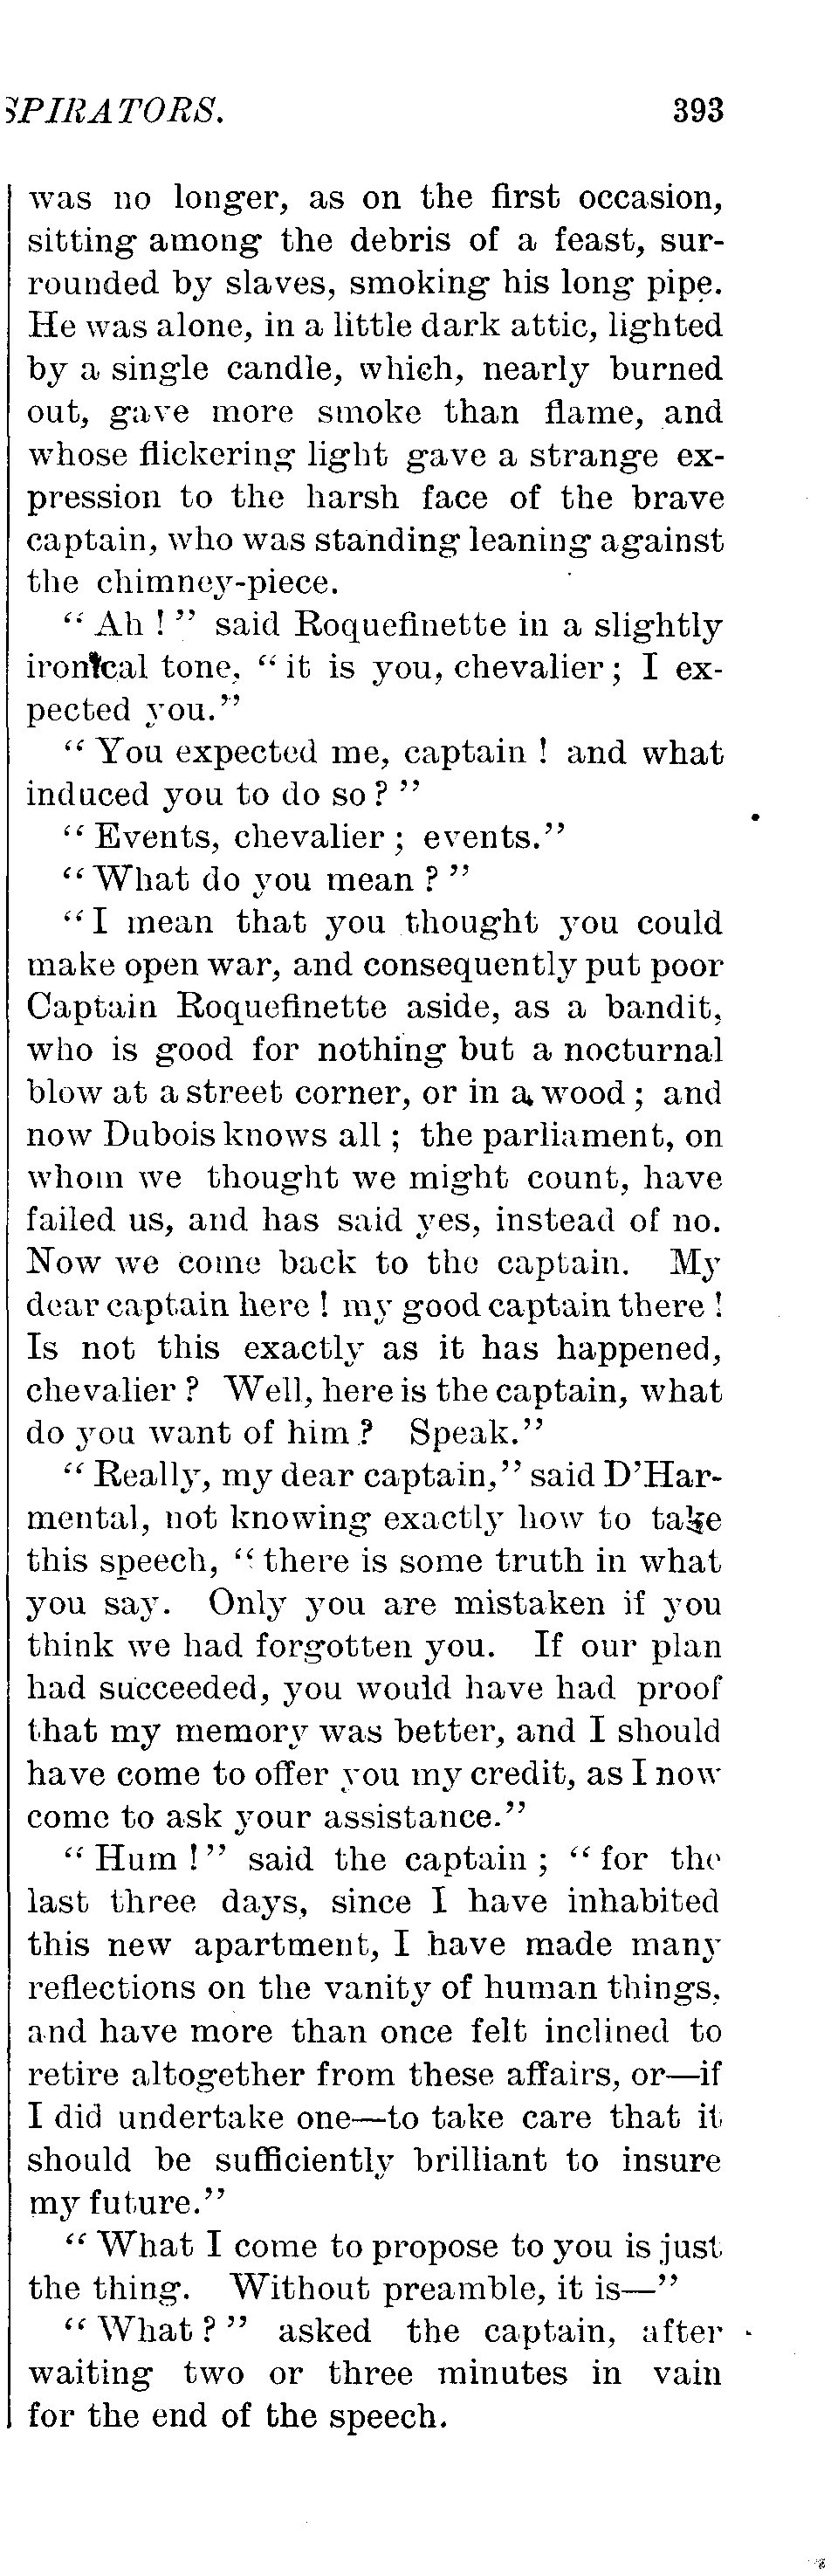 SPIRATORS. 393
was no longer, as on the first occasion,
sitting among the debris of a feast, sur-
rounded by slaves, smoking his long pipe.
He was alone, in a little dark attic, lighted
by a single candle, which, nearly burned
out, gave more smoke than flame, and
whose flickering light gave a strange ex-
pression to the harsh face of the brave
captain, who was standing leaning against
the chimney-piece.
“Ah!” said Roquefinette in a slightly
ironical tone, “it is you, chevalier; I ex-
pected you.”
“You expected me, captain! and what
induced you to do so?”
“Events, chevalier; events.”
“What do you mean?”
“I mean that you thought you could
make open war, and consequently put poor
Captain Roquefinette aside, as a bandit,
who is good for nothing but a nocturnal
blow at a street corner, or in a wood; and
now Dubois knows all; the parliament, on
whom we thought we might count, have
failed us, and has said yes, instead of no.
Now we come back to the captain. My
dear captain here! my good captain there!
Is not this exactly as it has happened,
chevalier? Well, here is the captain, what
do you want of him? Speak.”
“Really, my dear captain,” said D’Har-
mental, not knowing exactly how to take
this speech, “there is some truth in what
you say. Only you are mistaken if you
think we had forgotten you. If our plan
had succeeded, you would have had proof
that my memory was better, and I should
have come to offer you my credit, as I now
come to ask your assistance.”
“Hum!” said the captain; “for the
last three days, since I have inhabited
this new apartment, I have made many
reflections on the vanity of human things,
and have more than once felt inclined to
retire altogether from these affairs, or—if
I did undertake one—to take care that it
should be sufficiently brilliant to insure
my future.”
“What I come to propose to you is just
the thing. Without preamble, it is—”
“What?” asked the captain, after
waiting two or three minutes in vain
for the end of the speech.